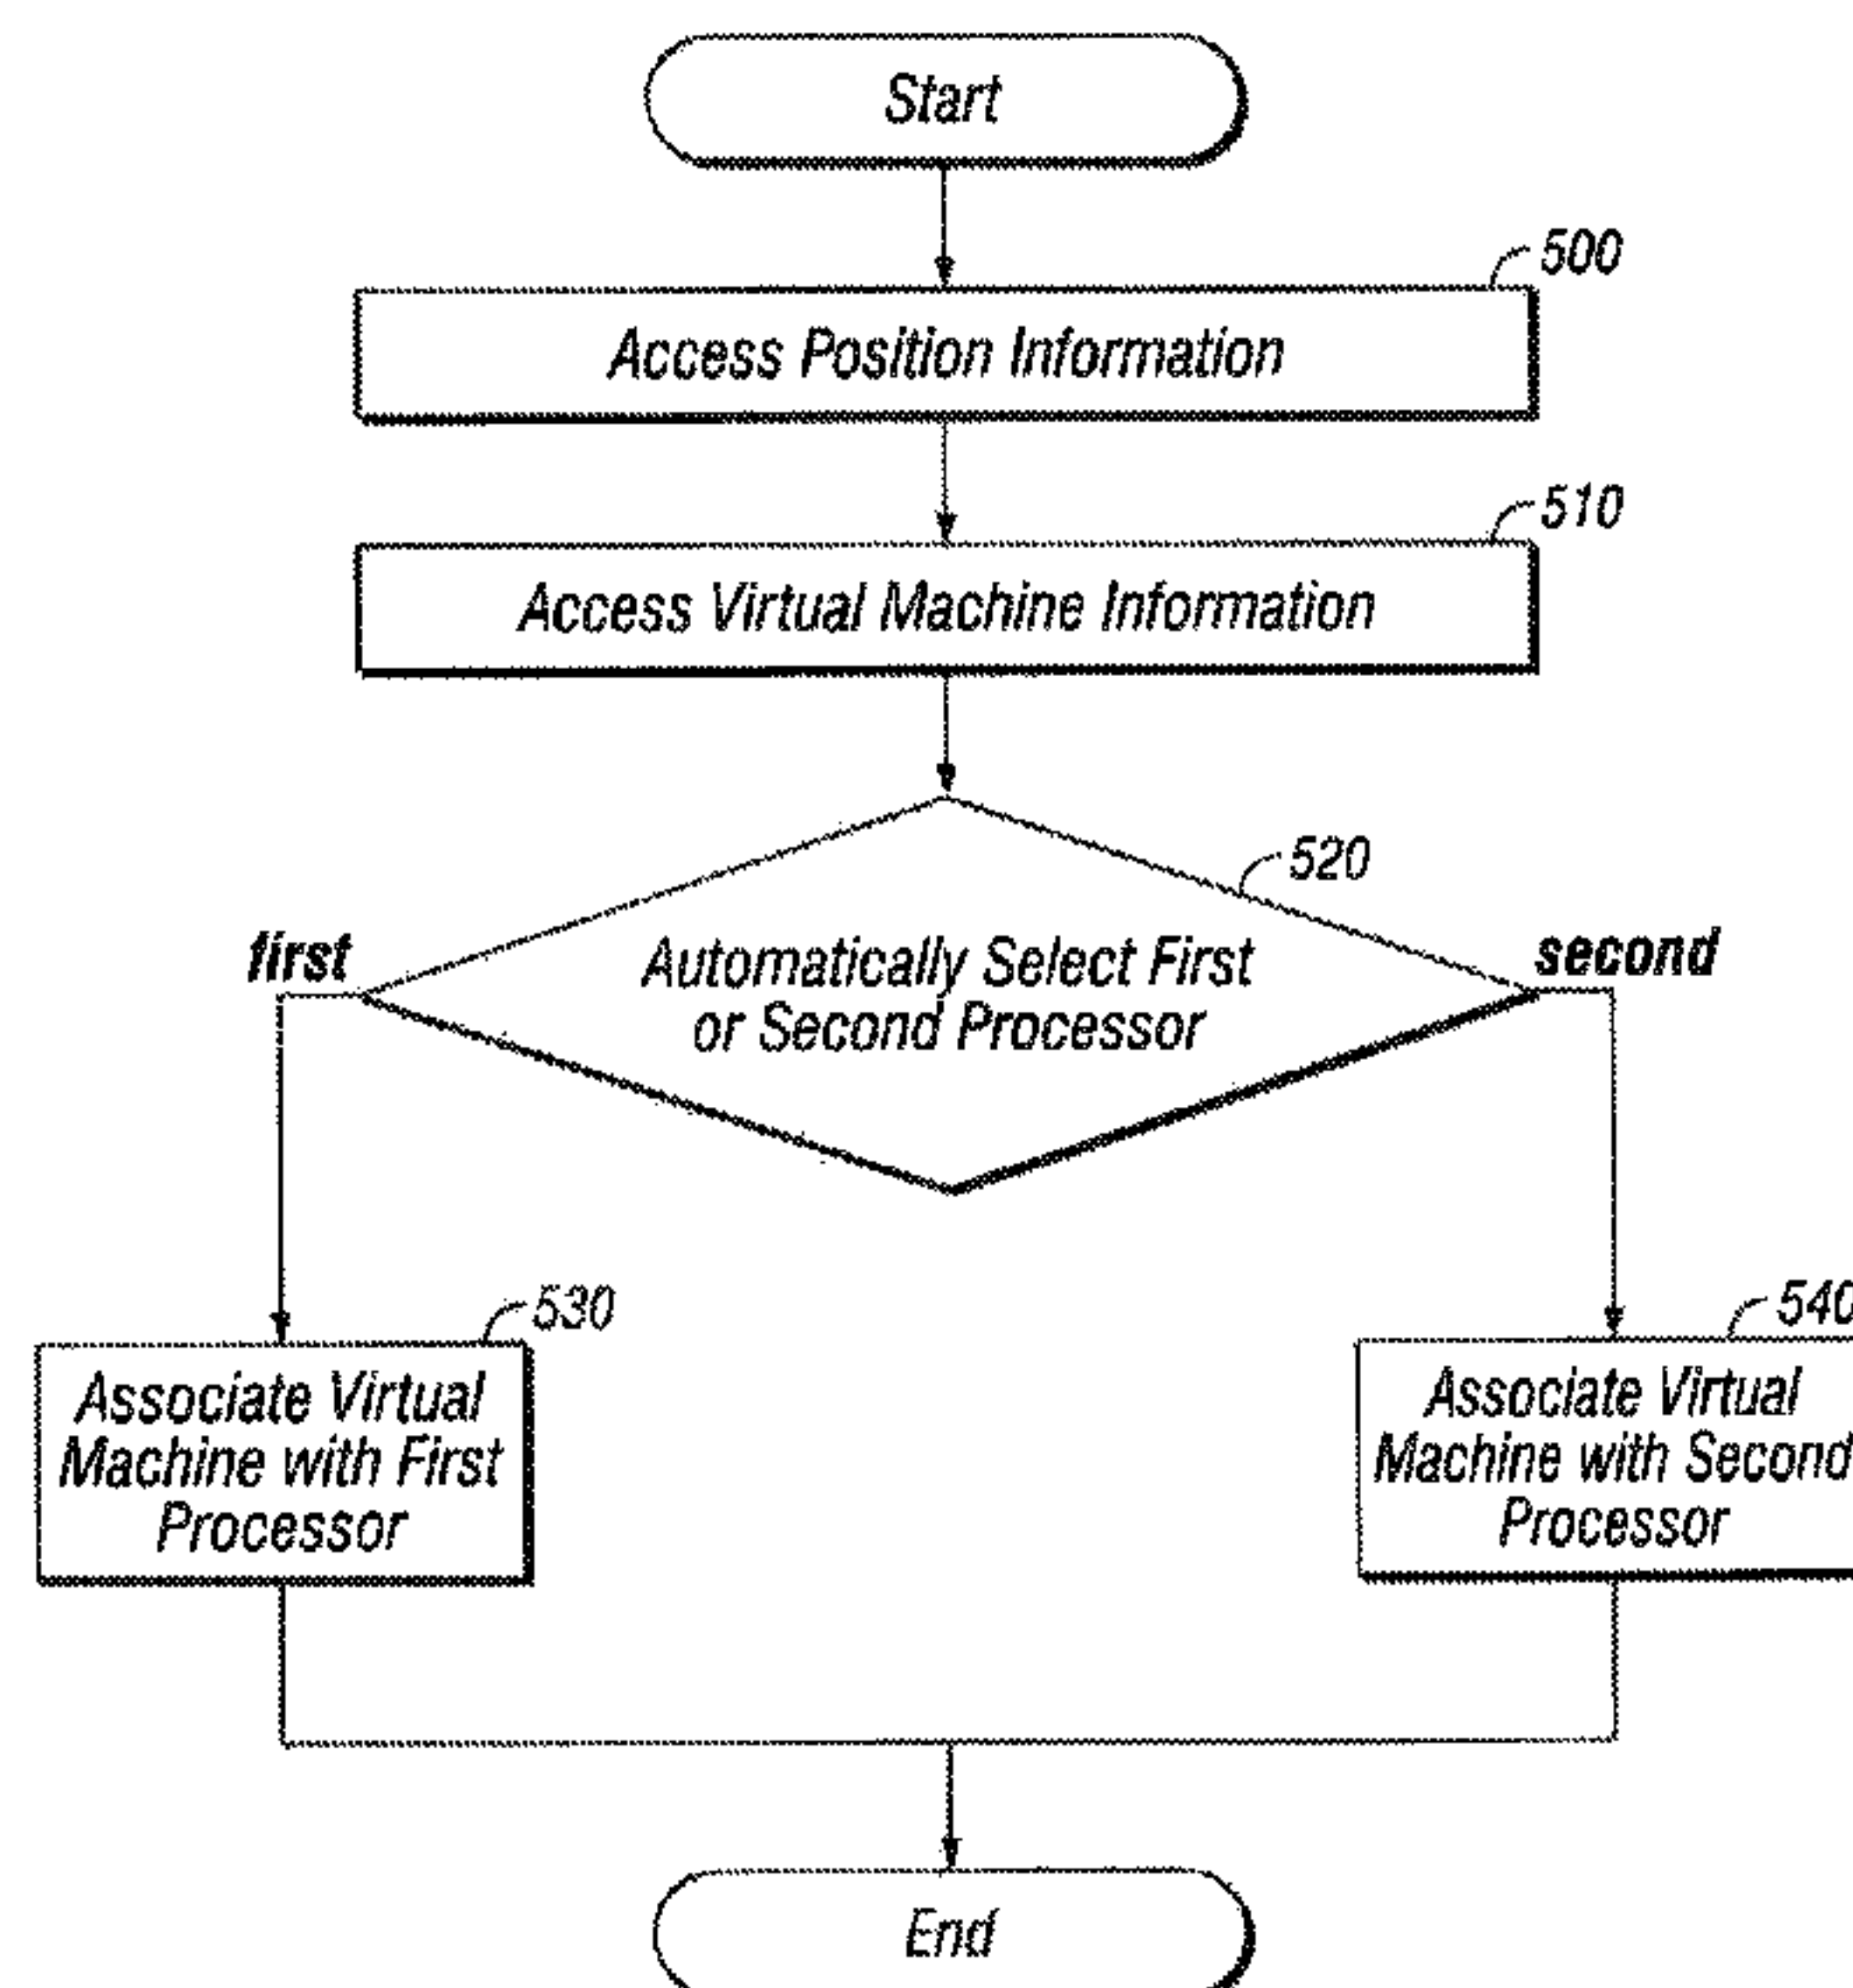 Start
500
Access Position Information
510
Access Virtual Machine Information
520
first
Automatically Select First
or Second Processor
second
530
Associate Virtual
Machine with First
Processor
540
Associate Virtual
Machine with Second
Processor
End